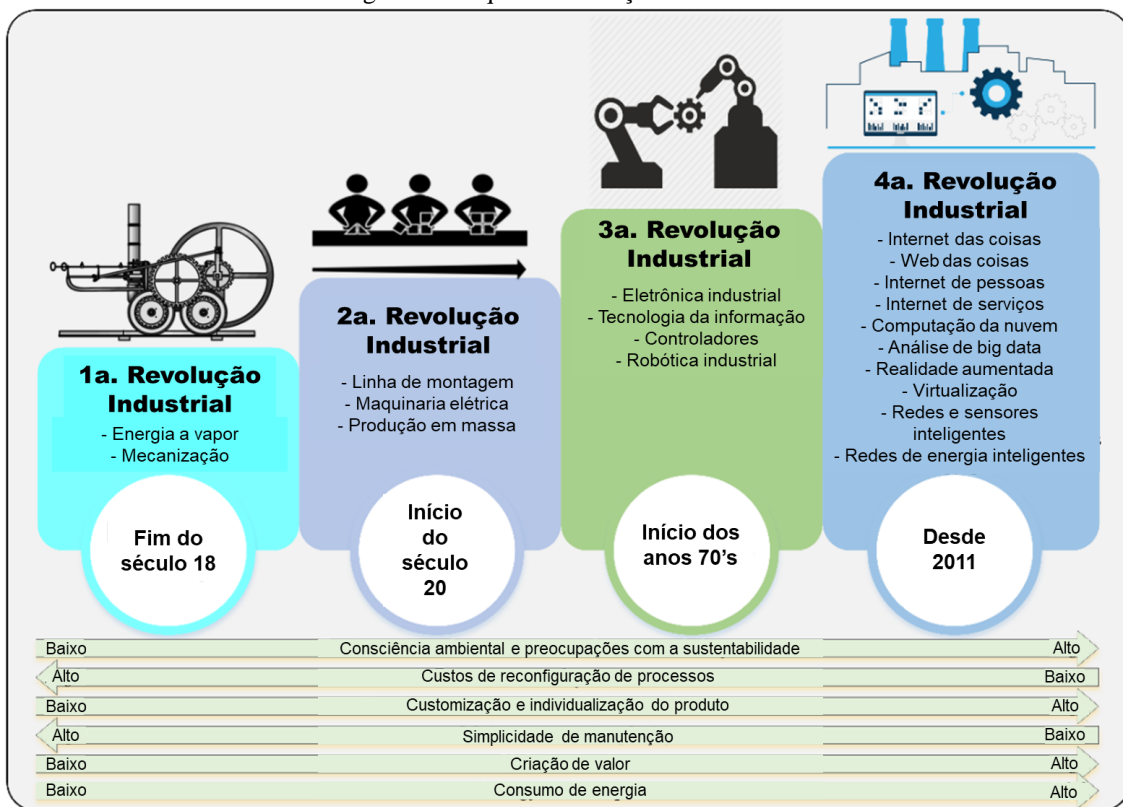 1a. Revolução
Industrial
- Energia a vapor
- Mecanização
Fim do
século 18
2a. Revolução
Industrial
- Linha de montagem
- Maquinaria elétrica
- Produção em massa
Início
do
século
20
3a. Revolução
Industrial
- Eletrônica industrial
- Tecnologia da informação
- Controladores
- Robótica industrial
Início dos
anos 70's
4a. Revolução
Industrial
- Internet das coisas
- Web das coisas
- Internet de pessoas
- Internet de serviços
- Computação da nuvem
- Análise de big data
- Realidade aumentada
- Virtualização
- Redes e sensores
inteligentes
- Redes de energia inteligentes
Desde
2011
Baixo Consciência ambiental e preocupações com a sustentabilidade Alto
Alto Custos de reconfiguração de processos Baixo
Baixo Customização e individualização do produto Alto
Alto Simplicidade de manutenção Baixo
Baixo Criação de valor Alto
Baixo Consumo de energia Alto